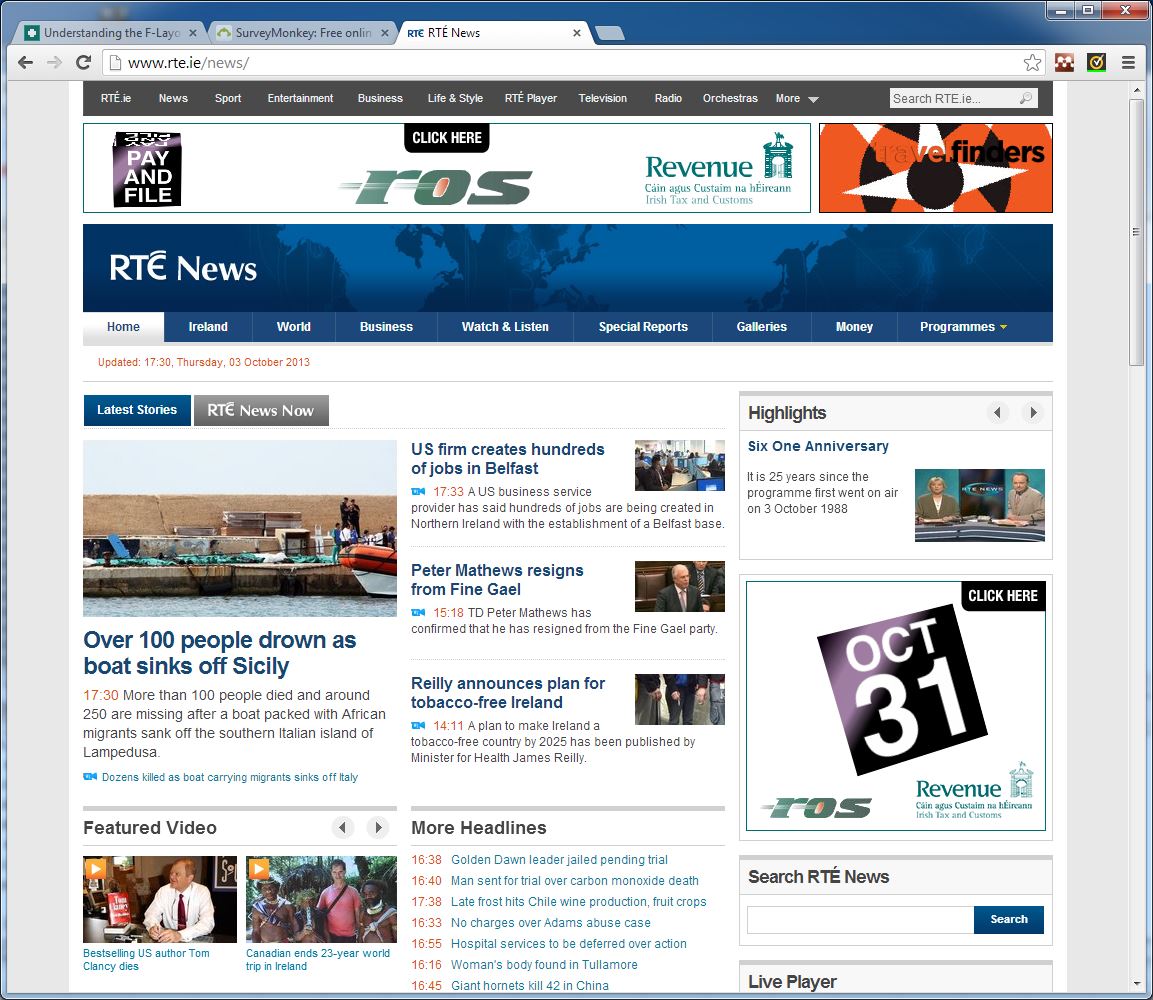 Understanding the F-Layo
SurveyMonkey: Free onlin
RTÉ RTÉ News
www.rte.ie/news/
RTÉ.ie News Sport Entertainment Business Life & Style RTÉ Player Television Radio Orchestras More
Search RTE.ie...
PAY
AND
FILE
CLICK HERE
ros
Revenue
Cáin agus Custaim na hÉireann
Irish Tax and Customs
travel finders
RTÉ News
Home Ireland World Business Watch & Listen Special Reports Galleries Money Programmes
Updated: 17:30, Thursday, 03 October 2013
Latest Stories RTÉ News Now
Over 100 people drown as
boat sinks off Sicily
17:30 More than 100 people died and around
250 are missing after a boat packed with African
migrants sank off the southern Italian island of
Lampedusa.
Dozens killed as boat carrying migrants sinks off Italy
US firm creates hundreds
of jobs in Belfast
17:33 A US business service
provider has said hundreds of jobs are being created in
Northern Ireland with the establishment of a Belfast base.
Peter Mathews resigns
from Fine Gael
15:18 TD Peter Mathews has
confirmed that he has resigned from the Fine Gael party.
Reilly announces plan for
tobacco-free Ireland
14:11 A plan to make Ireland a
tobacco-free country by 2025 has been published by
Minister for Health James Reilly.
Highlights
Six One Anniversary
It is 25 years since the
programme first went on air
on 3 October 1988
RTE NEWS
CLICK HERE
OCT
31
ros
Revenue
Cáin agus Custaim na hÉireann
Irish Tax and Customs
Featured Video
Tom
Clancy
Bestselling US author Tom
Clancy dies
Canadian ends 23-year world
trip in Ireland
More Headlines
16:38 Golden Dawn leader jailed pending trial
16:40 Man sent for trial over carbon monoxide death
17:38 Late frost hits Chile wine production, fruit crops
16:33 No charges over Adams abuse case
16:55 Hospital services to be deferred over action
16:16 Woman's body found in Tullamore
16:45 Giant hornets kill 42 in China
Search RTÉ News
Search
Live Player